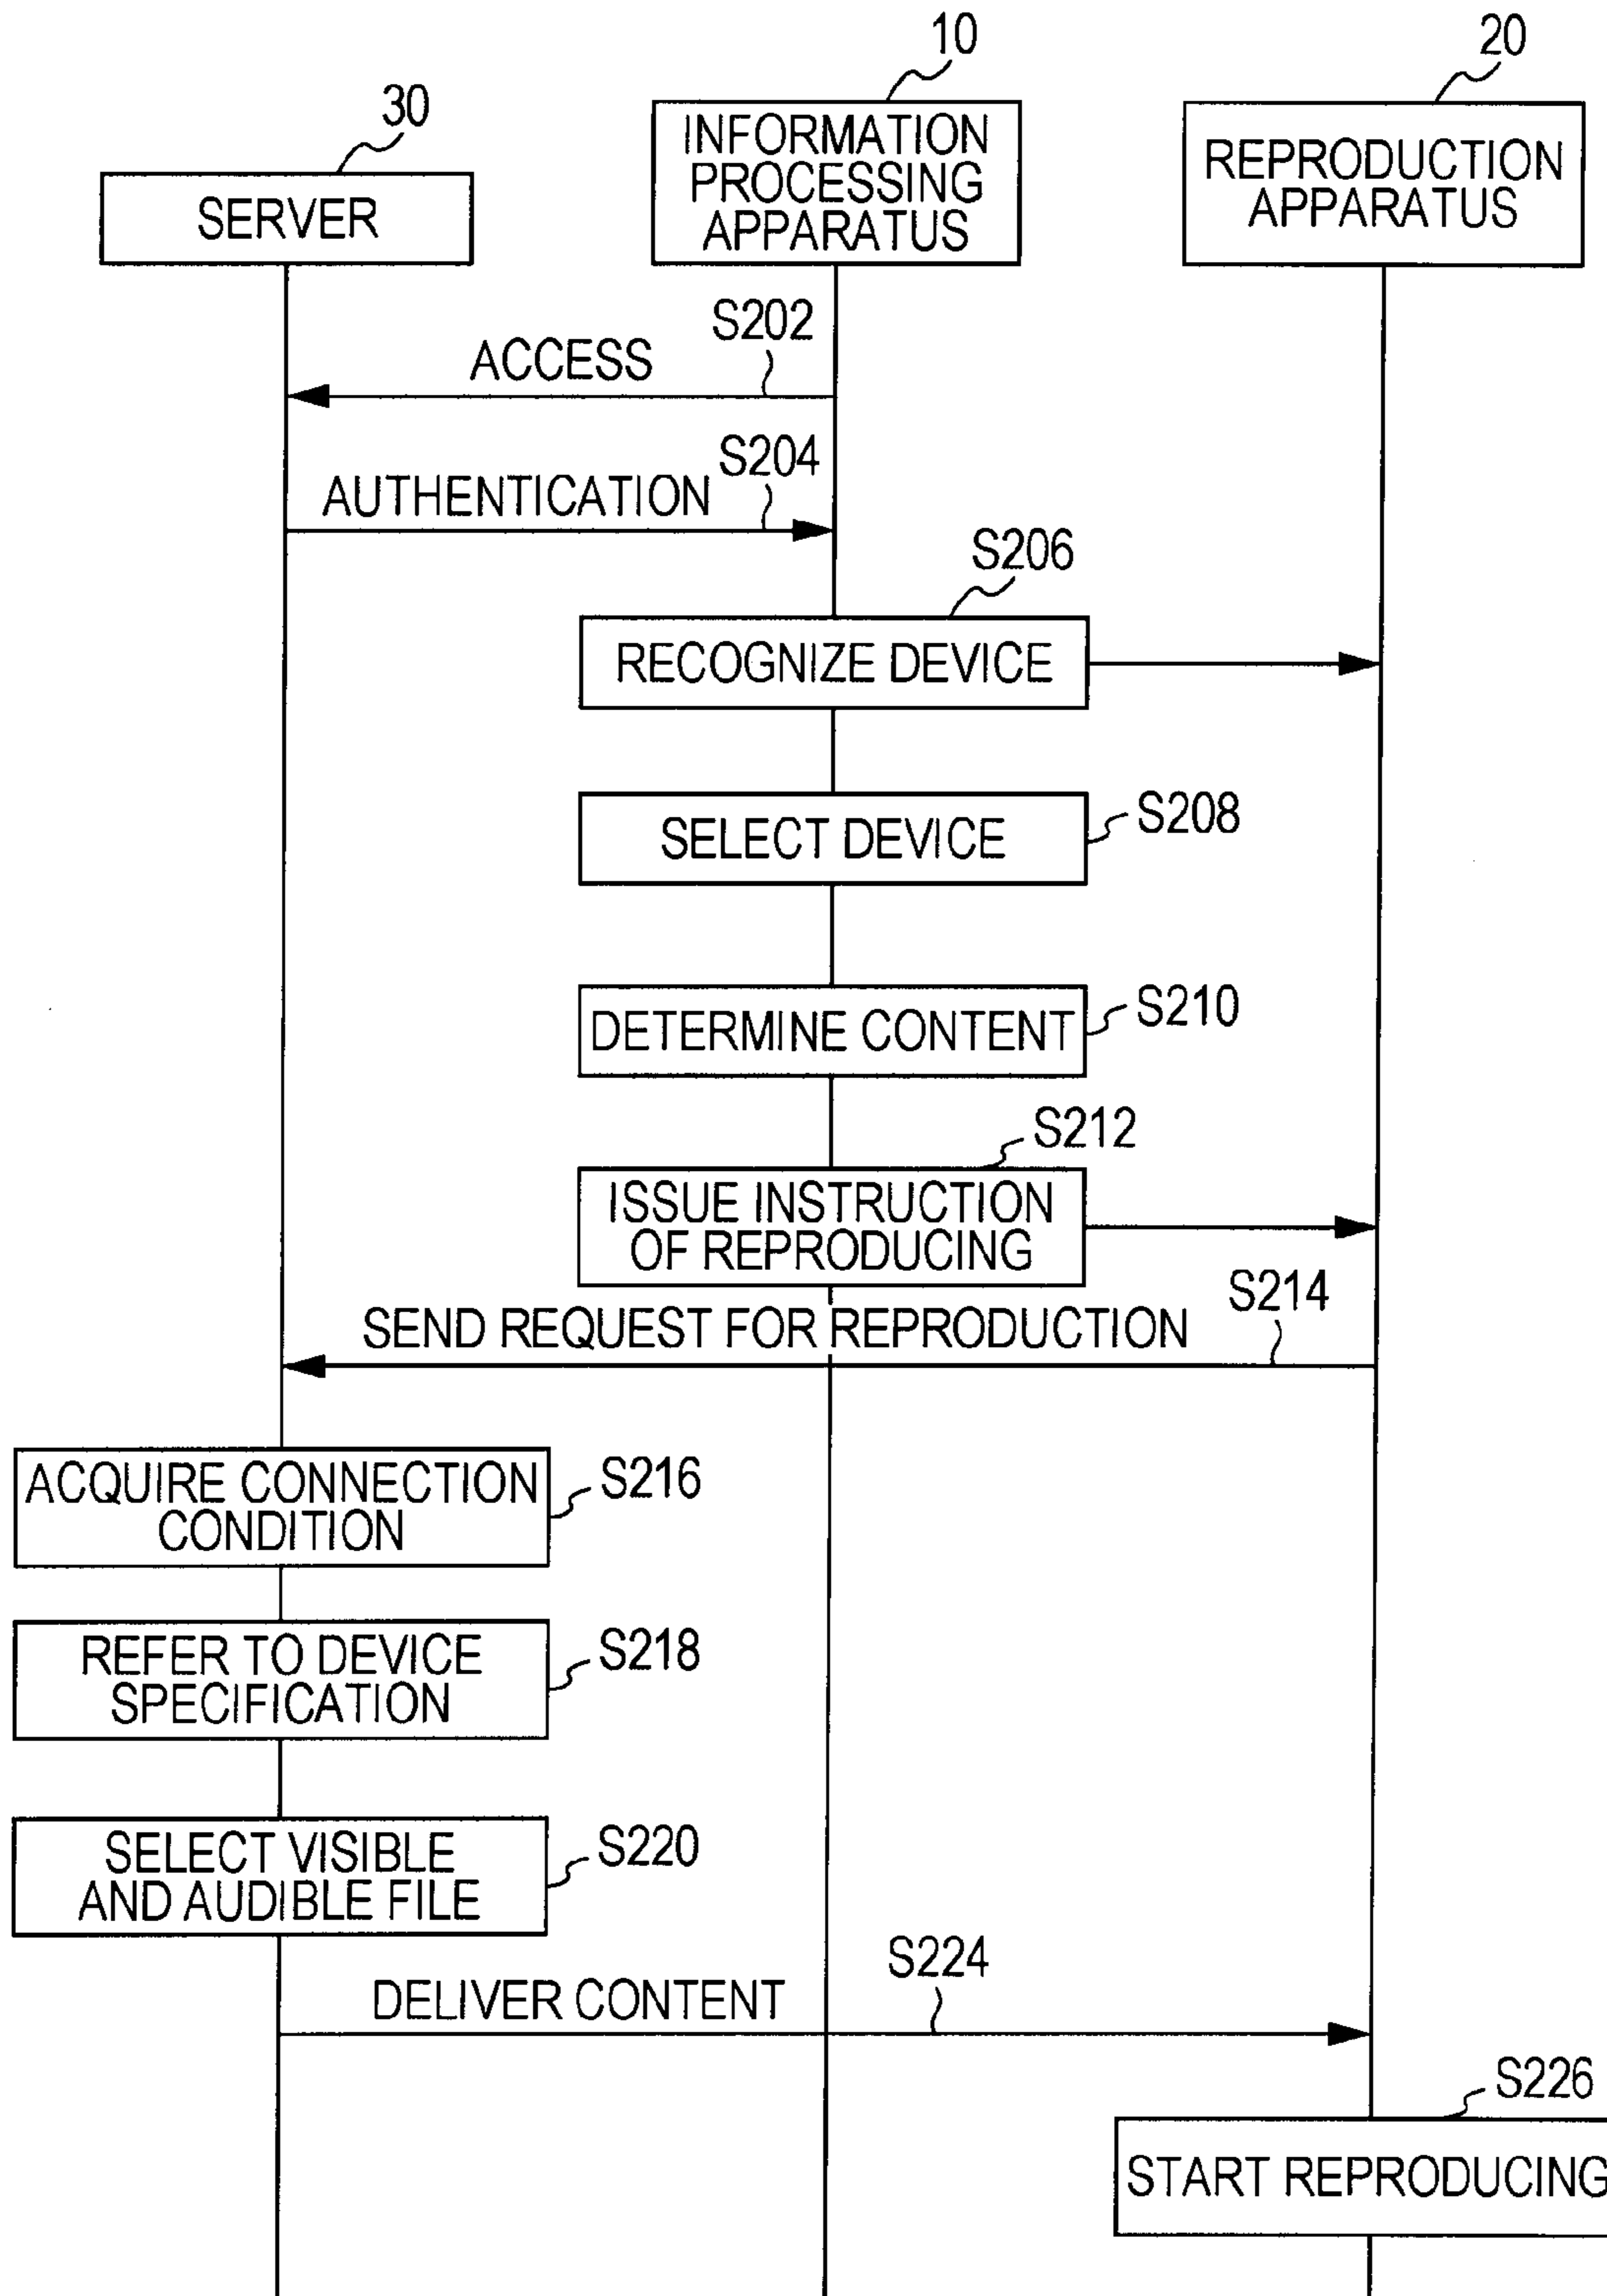 10
20
30
INFORMATION
PROCESSING
APPARATUS
REPRODUCTION
APPARATUS
SERVER
S202
ACCESS
S204
AUTHENTICATION
S206
RECOGNIZE DEVICE
SELECT DEVICE
S208
DETERMINE CONTENT
S210
S212
ISSUE INSTRUCTION
OF REPRODUCING
S214
SEND REQUEST FOR REPRODUCTION
ACQUIRE CONNECTION
CONDITION
S216
REFER TO DEVICE
SPECIFICATION
S218
SELECT VISIBLE
AND AUDIBLE FILE
S220
S224
DELIVER CONTENT
S226
START REPRODUCING